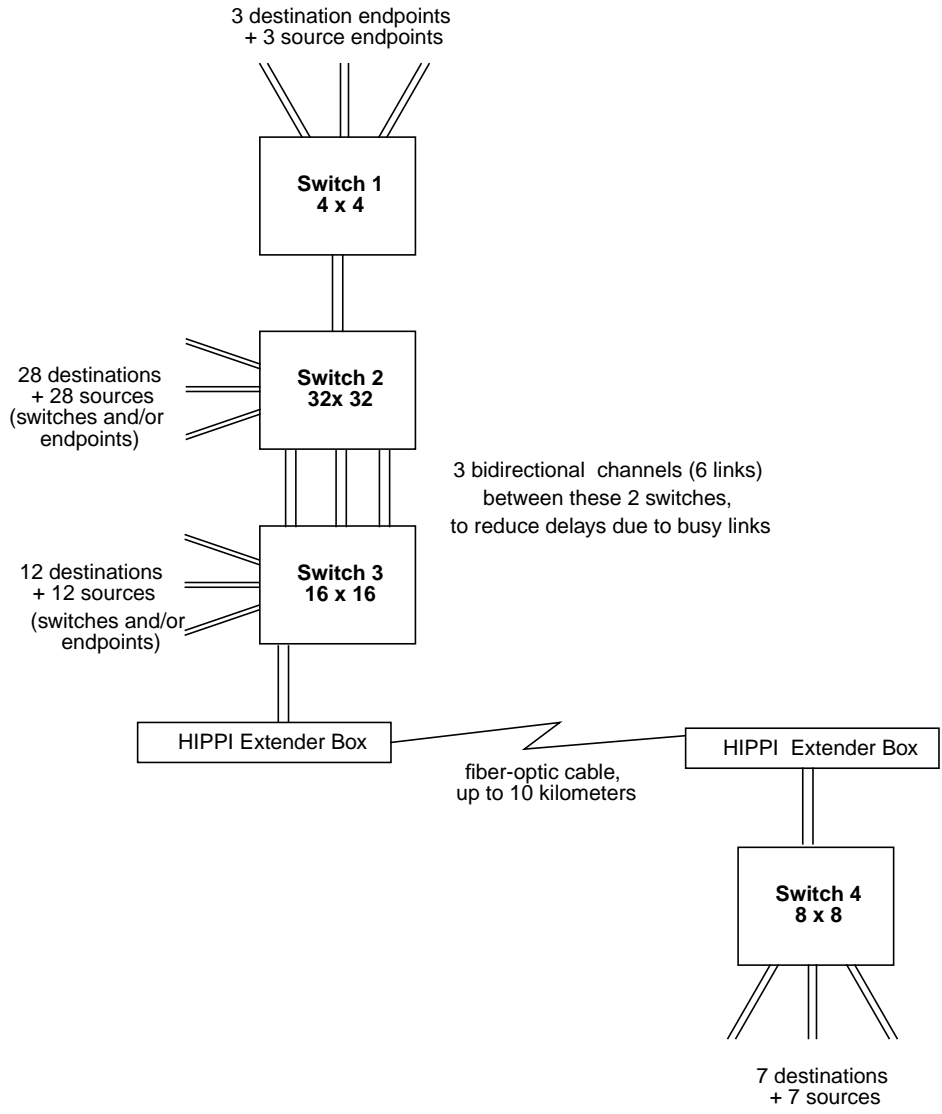 3 destination endpoints
+ 3 source endpoints
Switch 1
4 x 4
28 destinations
+ 28 sources
(switches and/or
endpoints)
Switch 2
32x 32
3 bidirectional channels (6 links)
between these 2 switches,
to reduce delays due to busy links
12 destinations
+ 12 sources
(switches and/or
endpoints)
Switch 3
16 x 16
HIPPI Extender Box
fiber-optic cable,
up to 10 kilometers
HIPPI Extender Box
Switch 4
8 x 8
7 destinations
+ 7 sources